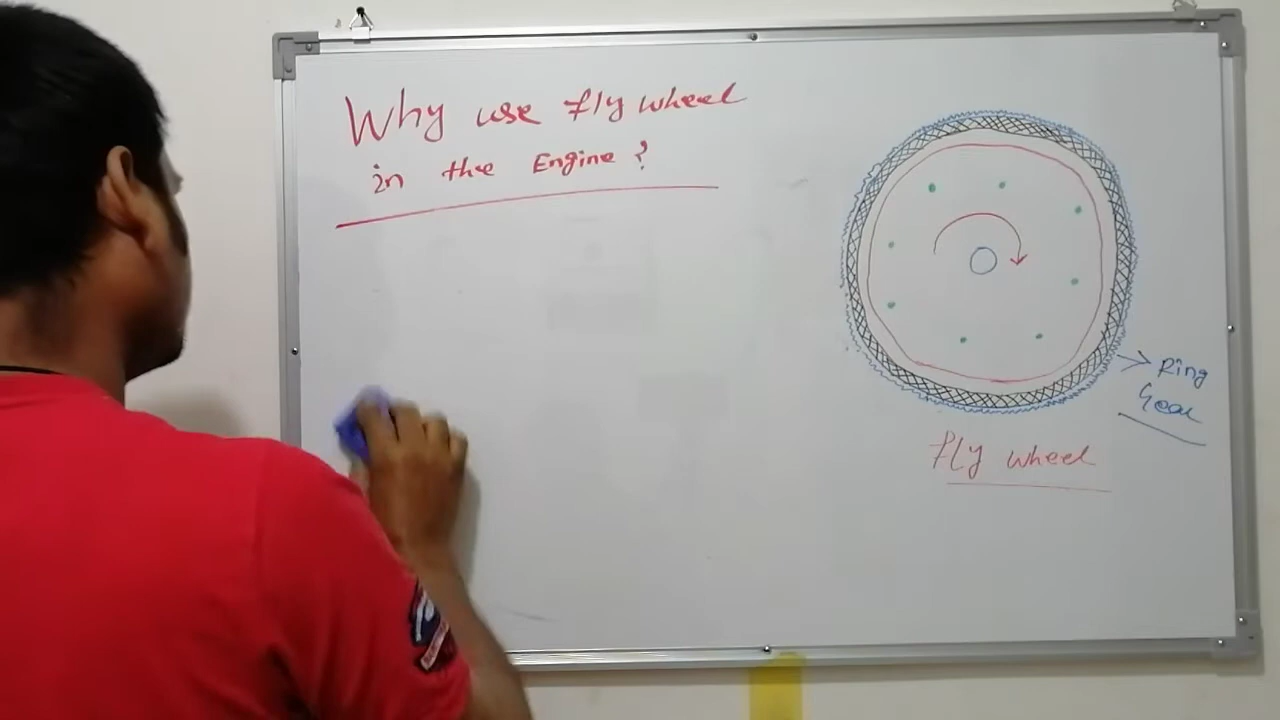 Why use fly wheel
in the Engine ?
Ring
Gear
Fly wheel